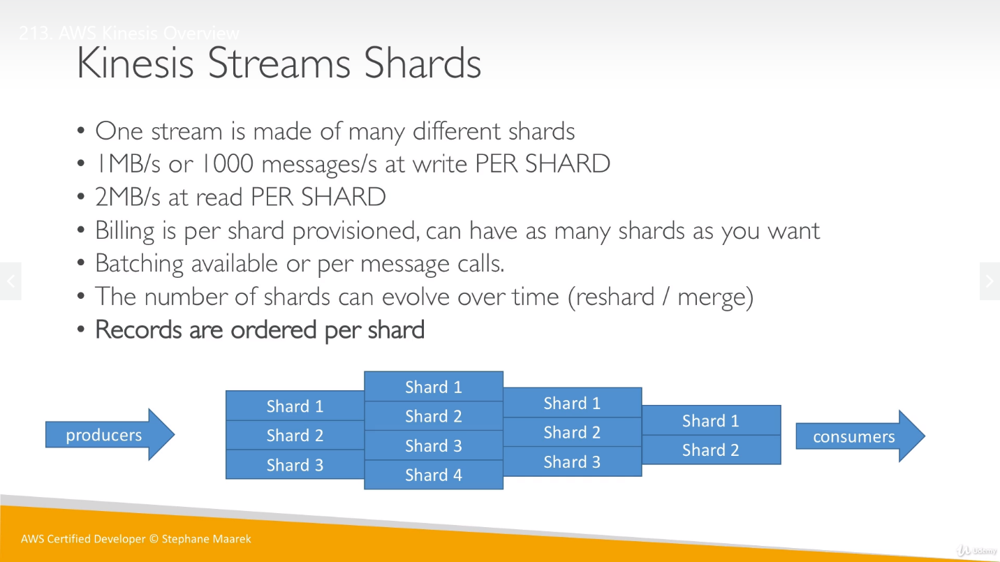 213. AWS Kinesis Overview
Kinesis Streams Shards
• One stream is made of many different shards
• 1MB/s or 1000 messages/s at write PER SHARD
• 2MB/s at read PER SHARD
• Billing is per shard provisioned, can have as many shards as you want
• Batching available or per message calls.
• The number of shards can evolve over time (reshard / merge)
• Records are ordered per shard
producers
Shard 1
Shard 2
Shard 3
Shard 1
Shard 2
Shard 3
Shard 4
Shard 1
Shard 2
Shard 3
Shard 1
Shard 2
consumers
AWS Certified Developer © Stephane Maarek
Udemy